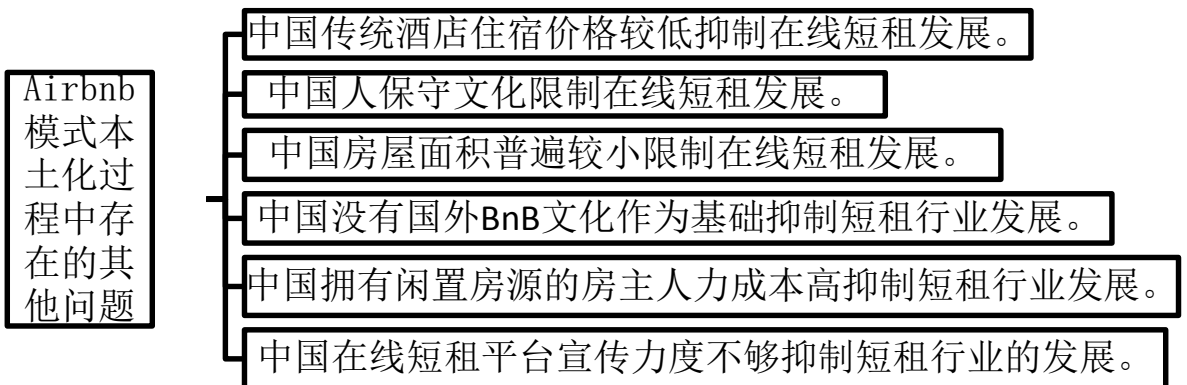 Airbnb
模式本
土化过
程中存
在的其
他问题
中国传统酒店住宿价格较低抑制在线短租发展。
中国人保守文化限制在线短租发展。
中国房屋面积普遍较小限制在线短租发展。
中国没有国外BnB文化作为基础抑制短租行业发展。
中国拥有闲置房源的房主人力成本高抑制短租行业发展。
中国在线短租平台宣传力度不够抑制短租行业的发展。